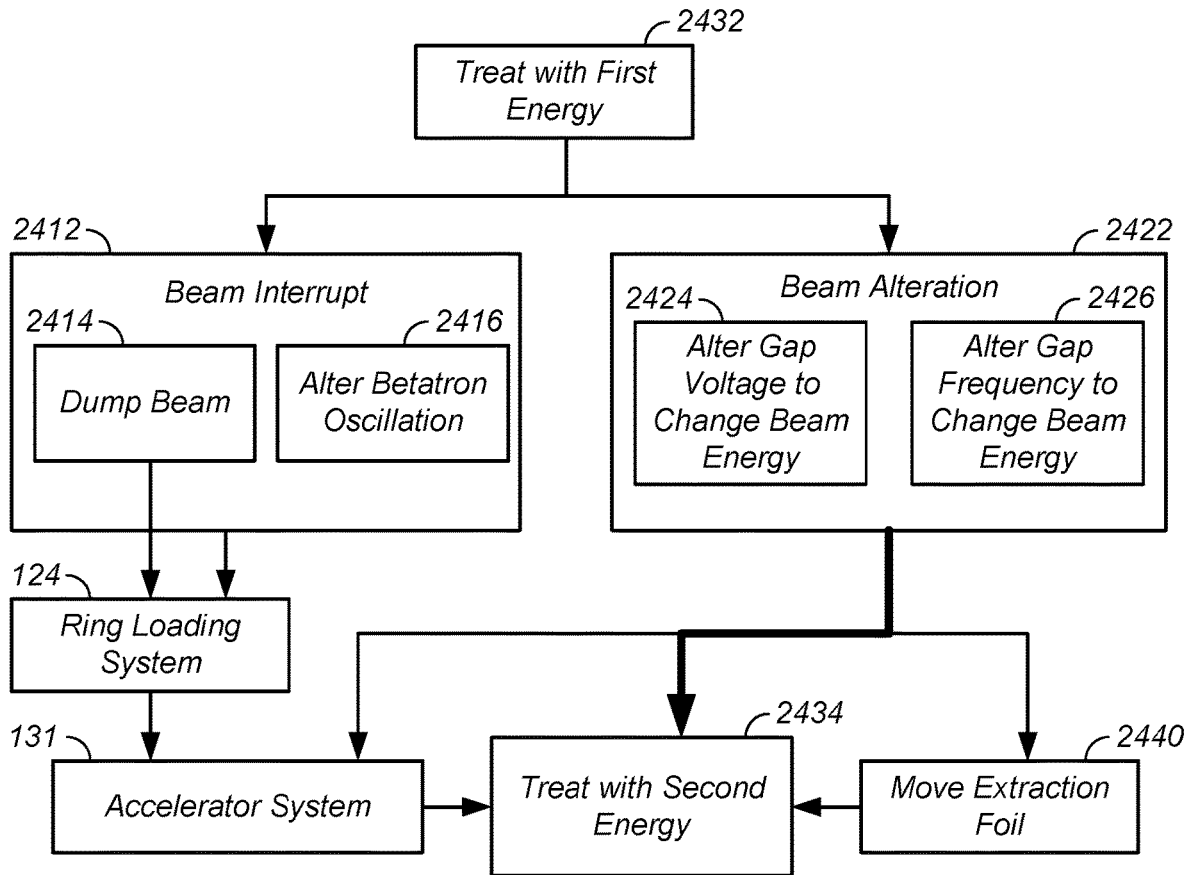 2432
Treat with First
Energy
2412
2422
Beam Interrupt
Beam Alteration
2414
2416
2424
2426
Dump Beam
Alter Betatron
Oscillation
Alter Gap
Voltage to
Change Beam
Energy
Alter Gap
Frequency to
Change Beam
Energy
124
Ring Loading
System
131
2434
2440
Accelerator System
Treat with Second
Energy
Move Extraction
Foil